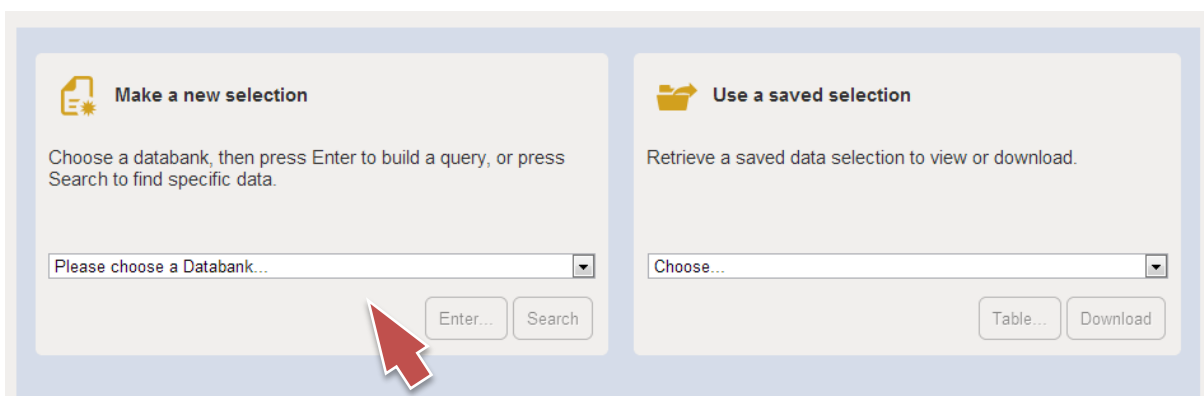 Make a new selection
Choose a databank, then press Enter to build a query, or press
Search to find specific data.
Please choose a Databank...
Enter...
Search
Use a saved selection
Retrieve a saved data selection to view or download.
Choose...
Table...
Download